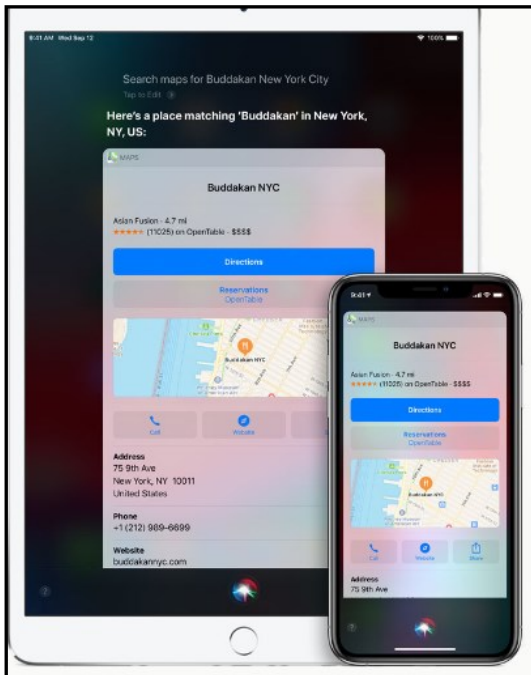 9:41 AM Wed Sep 12
100%
Search maps for Buddakan New York City
Tap to Edit
Here's a place matching 'Buddakan' in New York,
NY, US:
MAPS
Buddakan NYC
Asian Fusion · 4.7 mi
(11025) on OpenTable · $$$$
Directions
Reservations
OpenTable
Buddakan NYC
Call
Website
Address
75 9th Ave
New York, NY 10011
United States
Phone
+1 (212) 989-6699
Website
buddakannyc.com
?
9:41
MAPS
Buddakan NYC
Asian Fusion · 4.7 mi
(11025) on OpenTable · $$$$
Directions
Reservations
OpenTable
Buddakan NYC
Call
Website
Share
Address
75 9th Ave
?